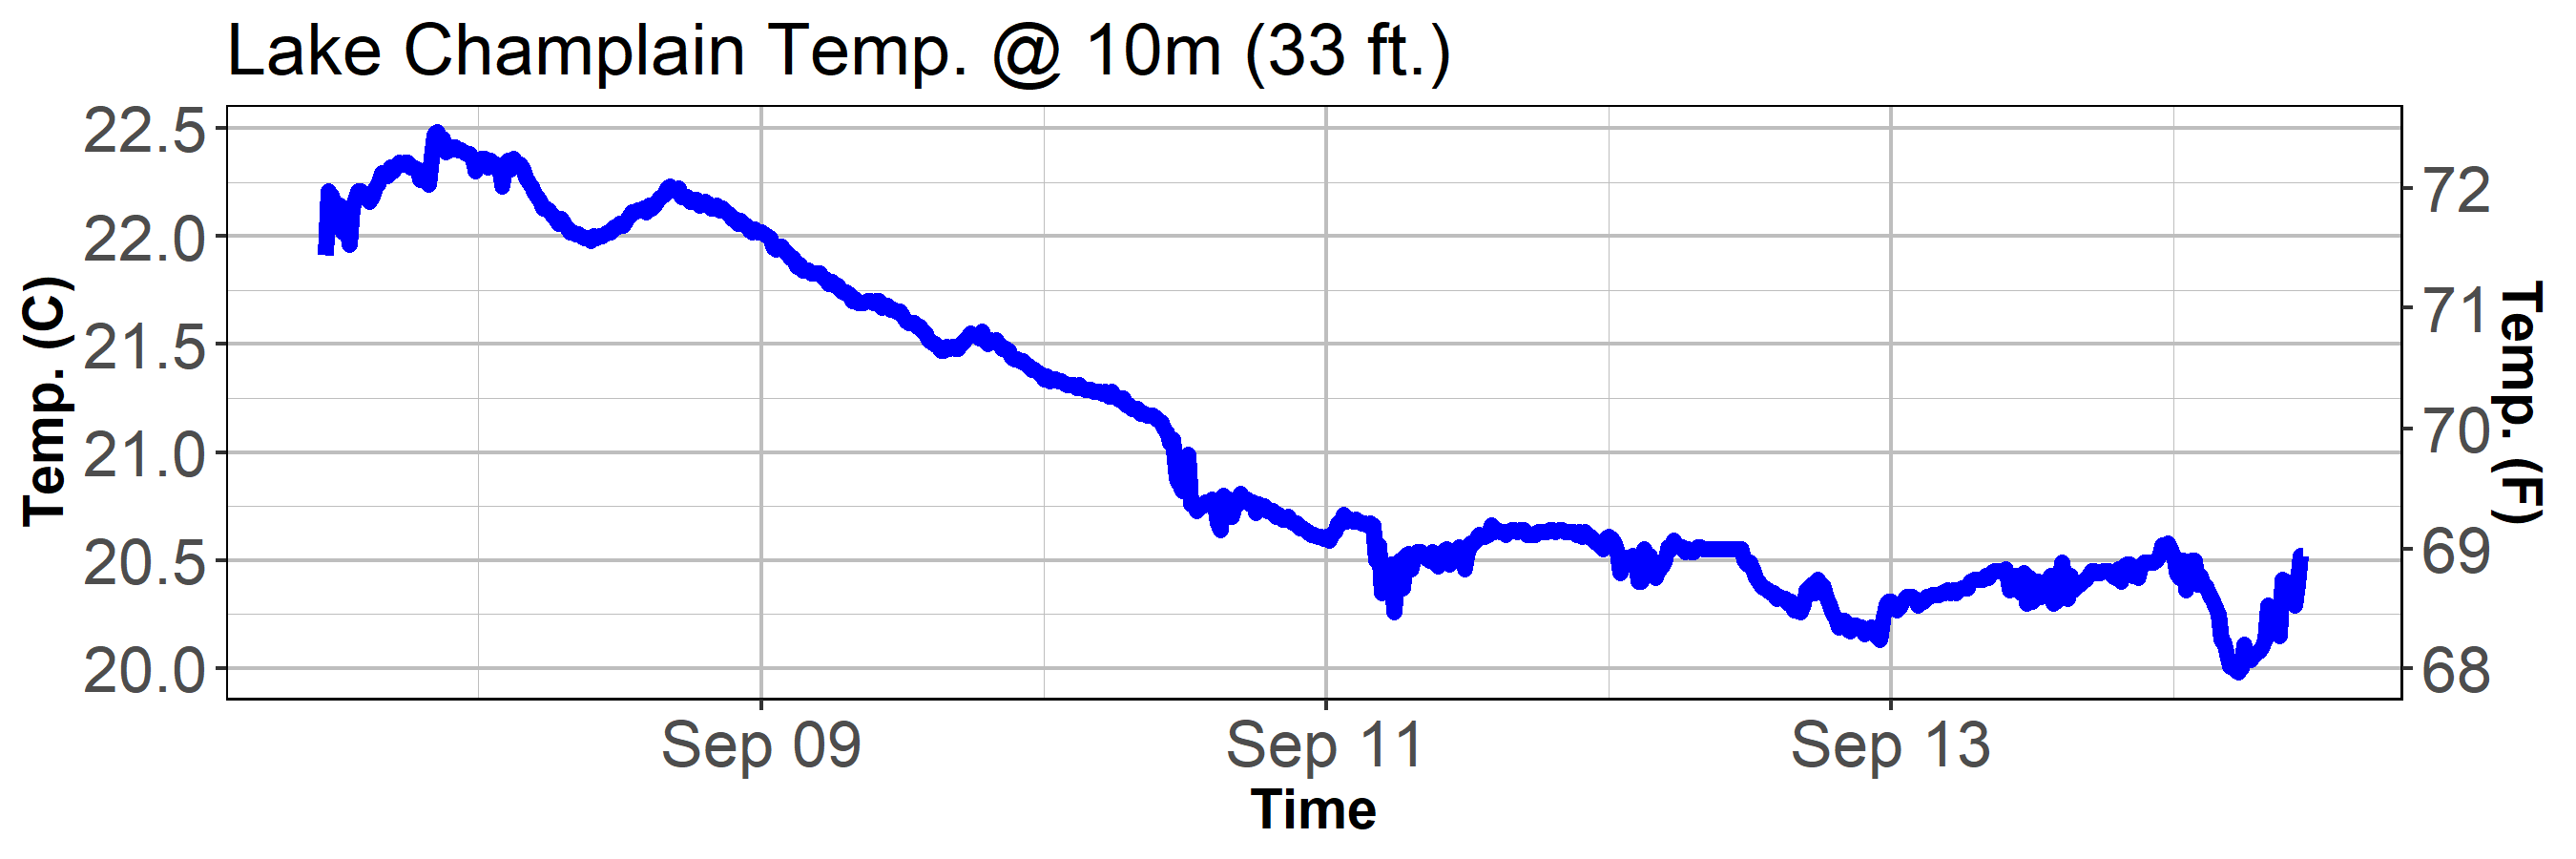 Lake Champlain Temp. @ 10m (33 ft.)
Temp. (C)
22.5
22.0
21.5
21.0
20.5
20.0
72
71
70
69
68
Temp. (F)
Sep 09
Sep 11
Sep 13
Time